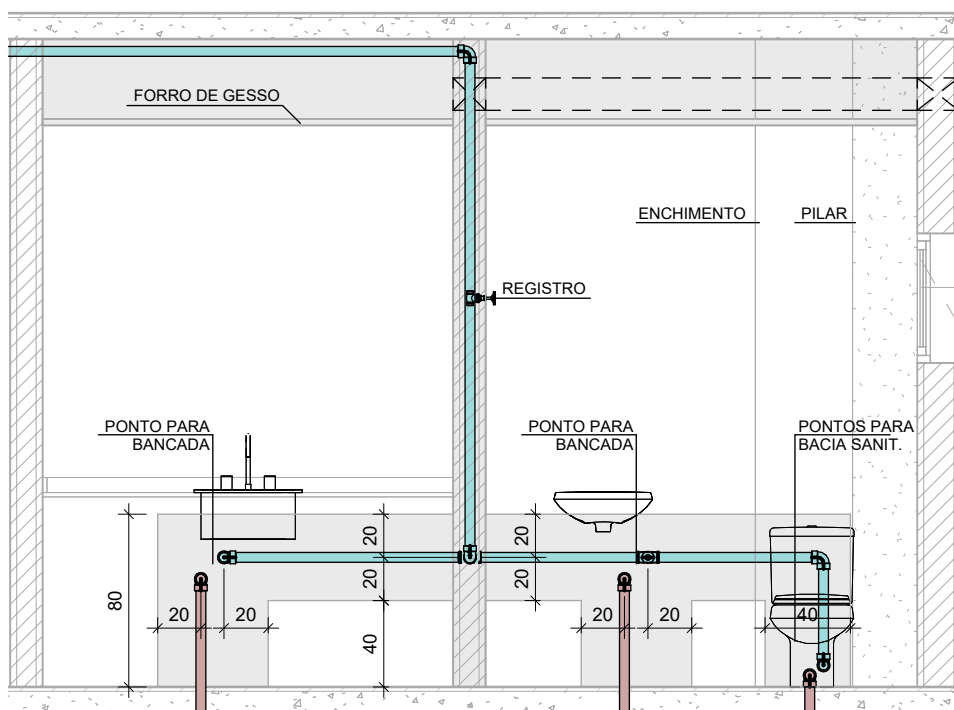 FORRO DE GESSO
ENCHIMENTO
PILAR
REGISTRO
PONTO PARA
BANCADA
PONTO PARA
BANCADA
PONTOS PARA
BACIA SANIT.
20
20
20
20
80
20
20
20
20
40
40